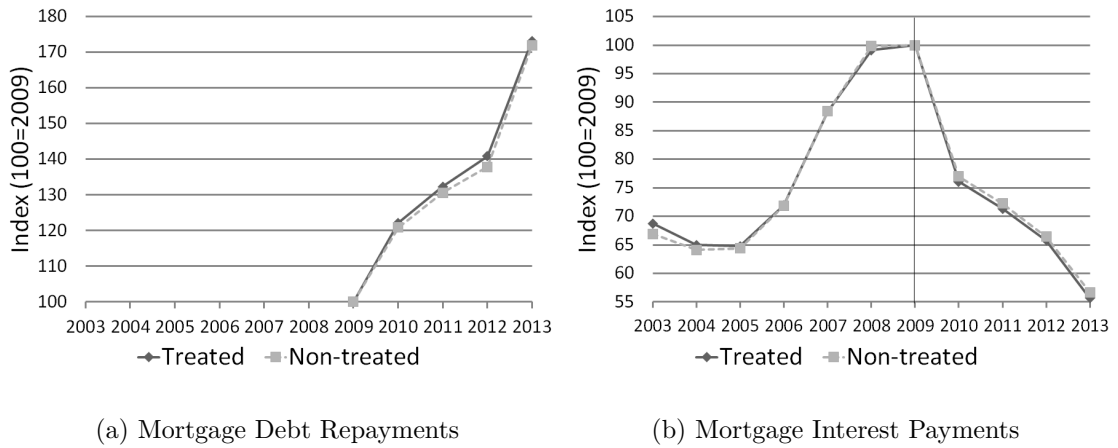 180
170
160
150
140
130
120
110
100
Index (100=2009)
2003 2004 2005 2006 2007 2008 2009 2010 2011 2012 2013
Treated Non-treated
(a) Mortgage Debt Repayments
105
100
95
90
85
80
75
70
65
60
55
Index (100=2009)
2003 2004 2005 2006 2007 2008 2009 2010 2011 2012 2013
Treated Non-treated
(b) Mortgage Interest Payments